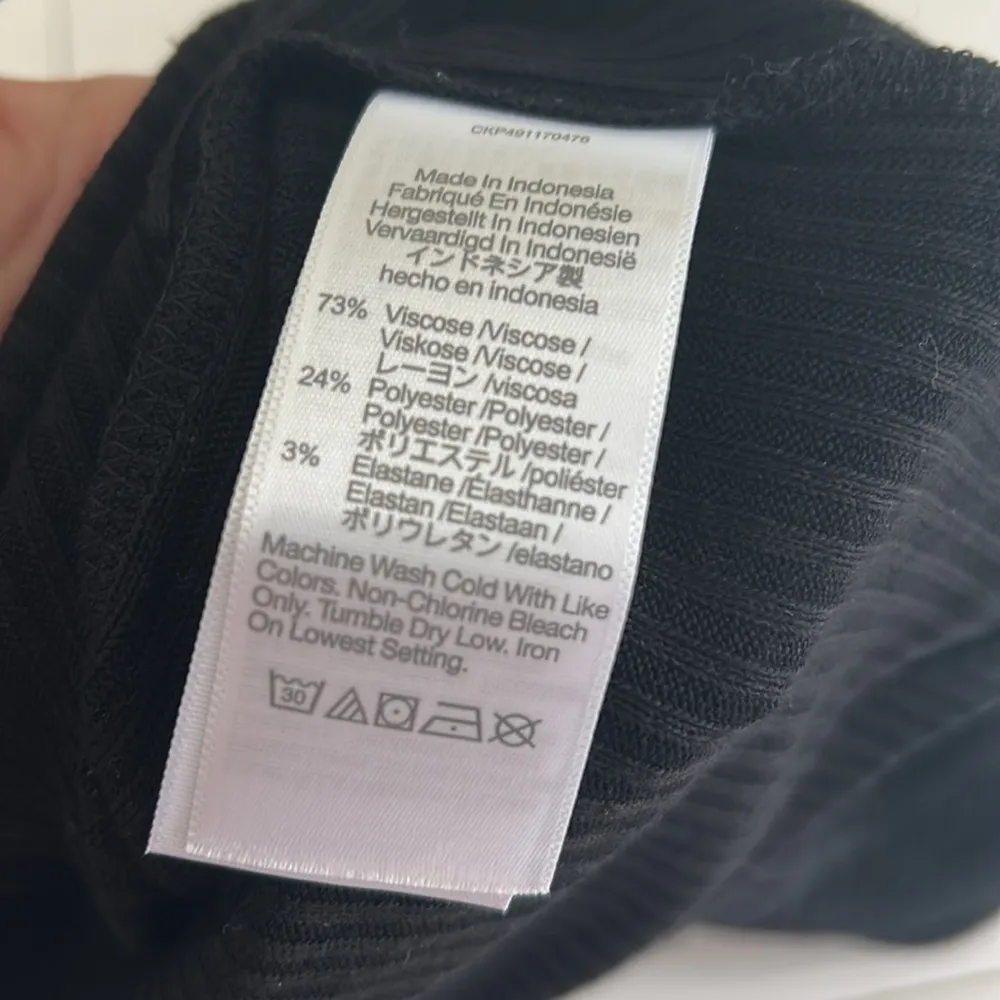 CKP491170476
Made In Indonesia
Fabriqué En Indonésie
Hergestellt In Indonesien
Vervaardigd In Indonesië
インドネシア製
hecho en indonesia
73% Viscose /Viscose /
Viskose /Viscose /
レーヨン /viscosa
24% Polyester /Polyester /
Polyester /Polyester /
ポリエステル /poliéster
3% Elastane /Élasthanne /
Elastan /Elastaan /
ポリウレタン /elastano
Machine Wash Cold With Like
Colors. Non-Chlorine Bleach
Only. Tumble Dry Low. Iron
On Lowest Setting.
30